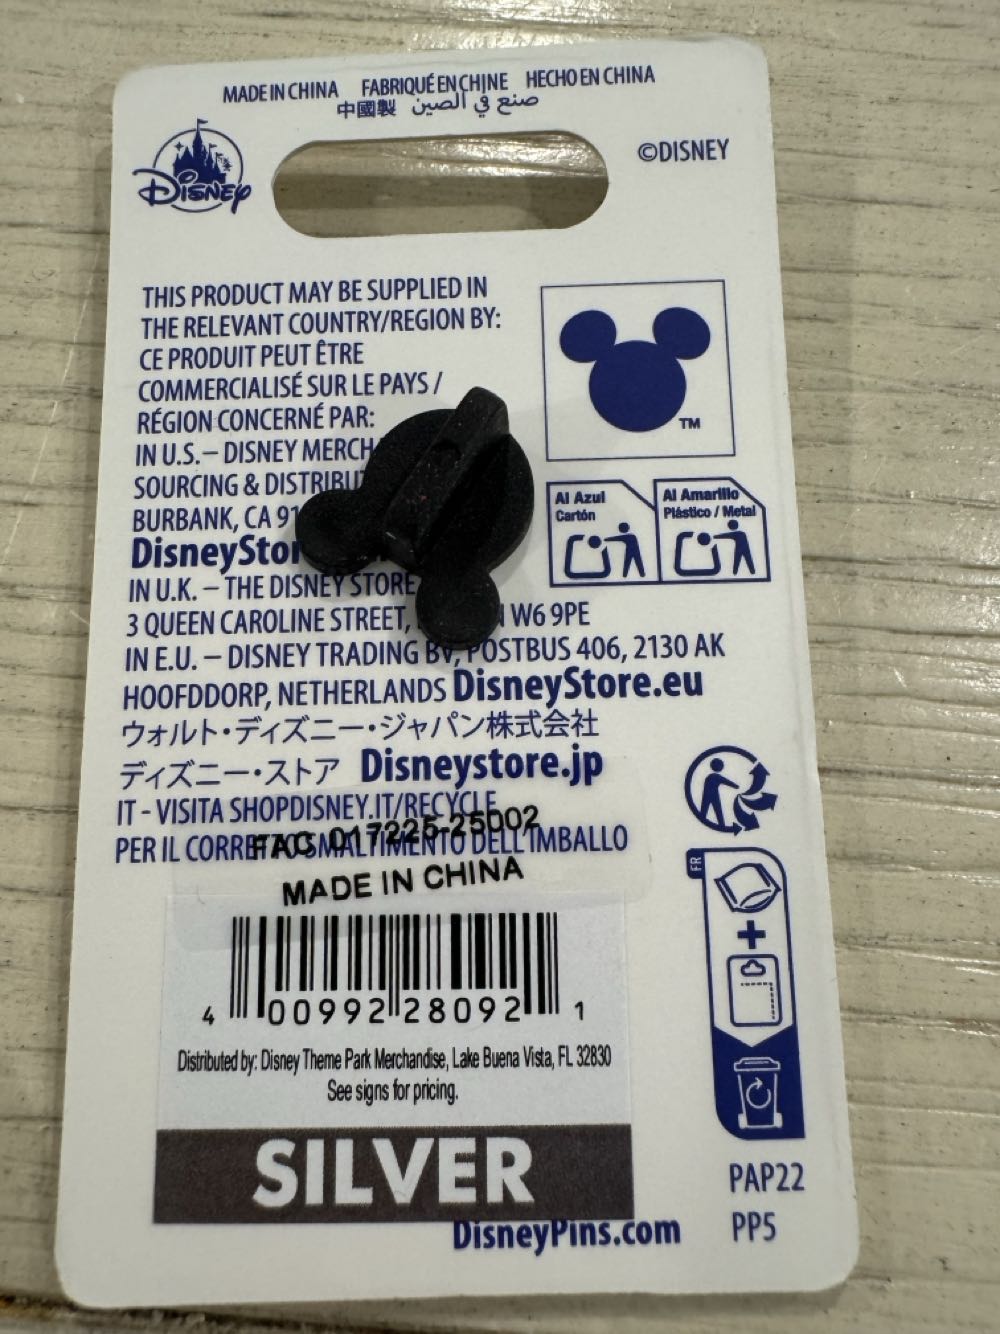 MADE IN CHINA FABRIQUÉ EN CHINE HECHO EN CHINA
中國製 صنع في الصين
Disney
©DISNEY
THIS PRODUCT MAY BE SUPPLIED IN
THE RELEVANT COUNTRY/REGION BY:
CE PRODUIT PEUT ÊTRE
COMMERCIALISÉ SUR LE PAYS /
RÉGION CONCERNÉ PAR:
IN U.S. – DISNEY MERCH
SOURCING & DISTRIBUT
BURBANK, CA 91
DisneyStor
IN U.K. – THE DISNEY STORE
3 QUEEN CAROLINE STREET, W6 9PE
IN E.U. – DISNEY TRADING BV, POSTBUS 406, 2130 AK
HOOFDDORP, NETHERLANDS DisneyStore.eu
ウォルト・ディズニー・ジャパン株式会社
ディズニー・ストア Disneystore.jp
IT - VISITA SHOPDISNEY.IT/RECYCLE
PER IL CORRETTO SMALTIMENTO DELL'IMBALLO
TM
Al Azul
Cartón
Al Amarillo
Plástico / Metal
FAC 017225-25002
MADE IN CHINA
4 00992 28092 1
Distributed by: Disney Theme Park Merchandise, Lake Buena Vista, FL 32830
See signs for pricing.
SILVER
DisneyPins.com
FR
PAP22
PP5